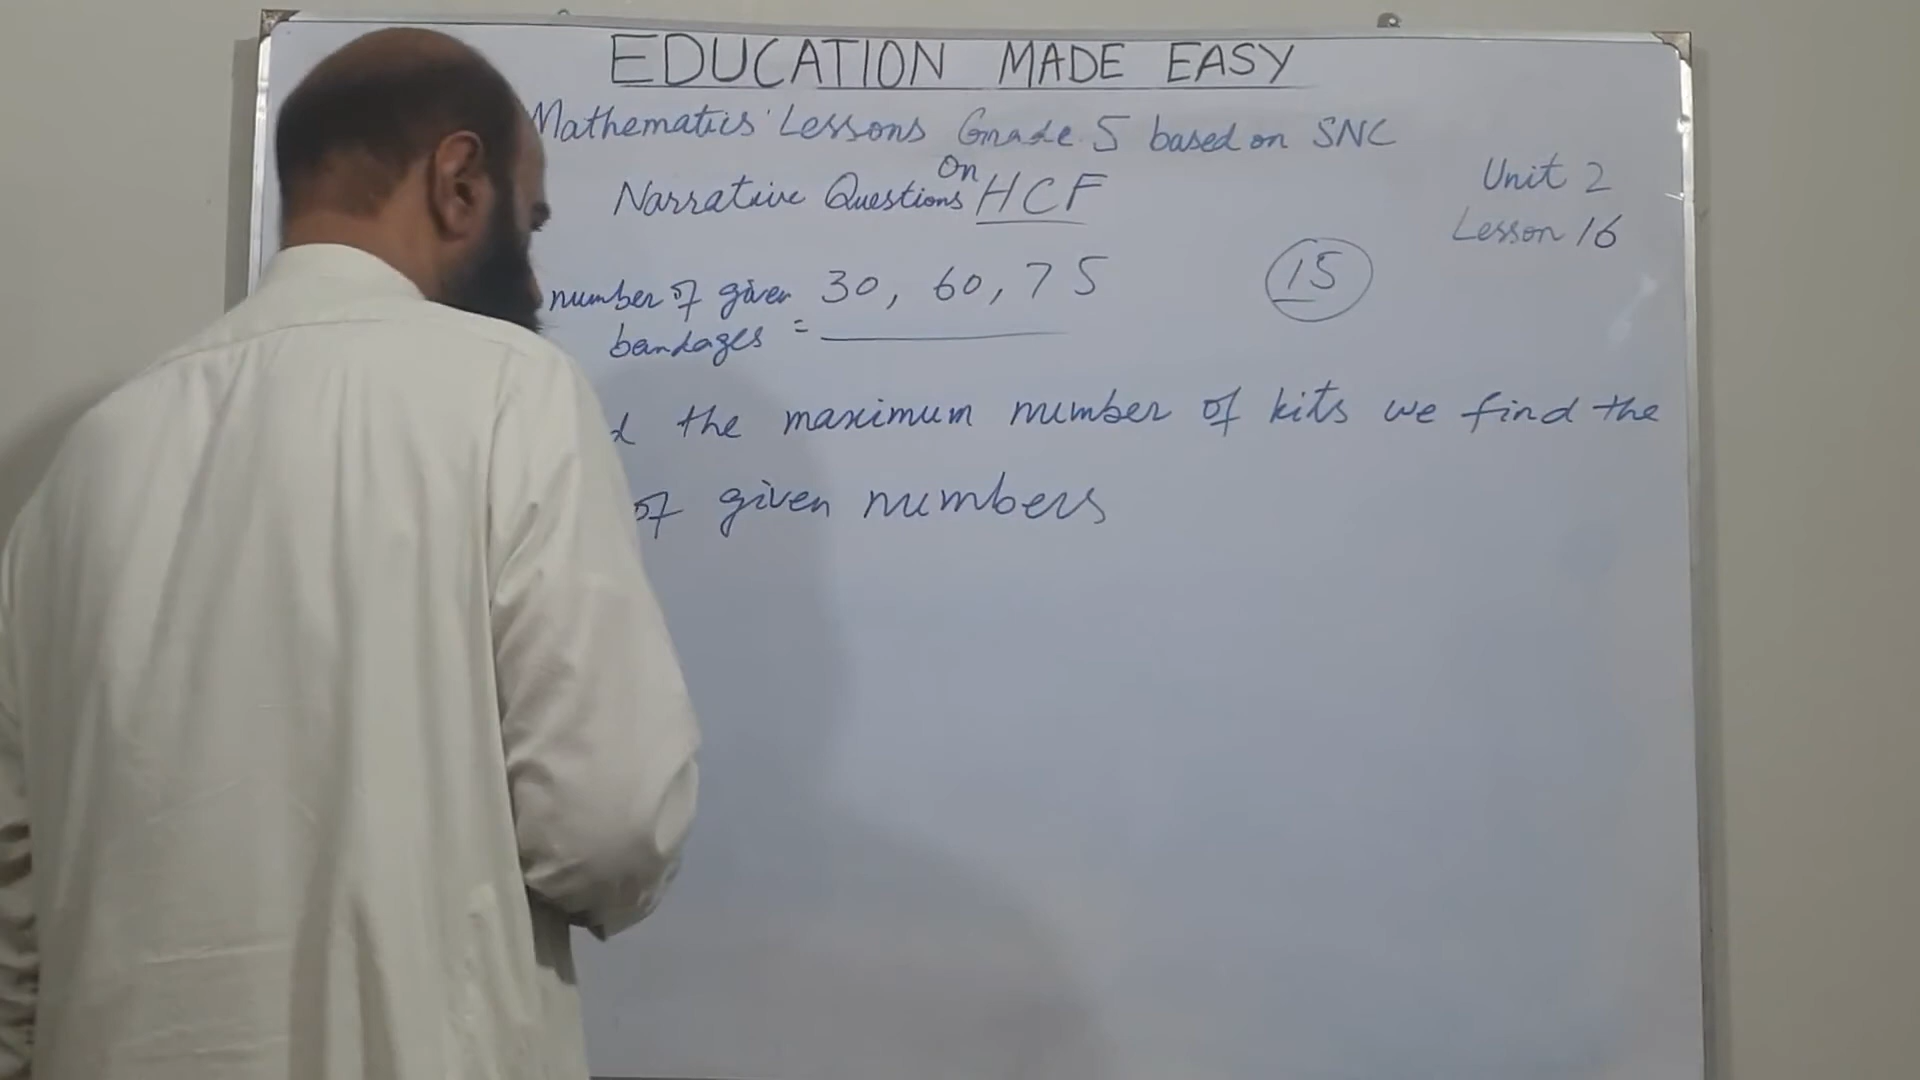 EDUCATION MADE EASY
Mathematics Lessons Grade 5 based on SNC
Narrative Questions On HCF
Unit 2
Lesson 16
number of given 30, 60, 75
bandages =
15
the maximum number of kits we find the
of given numbers